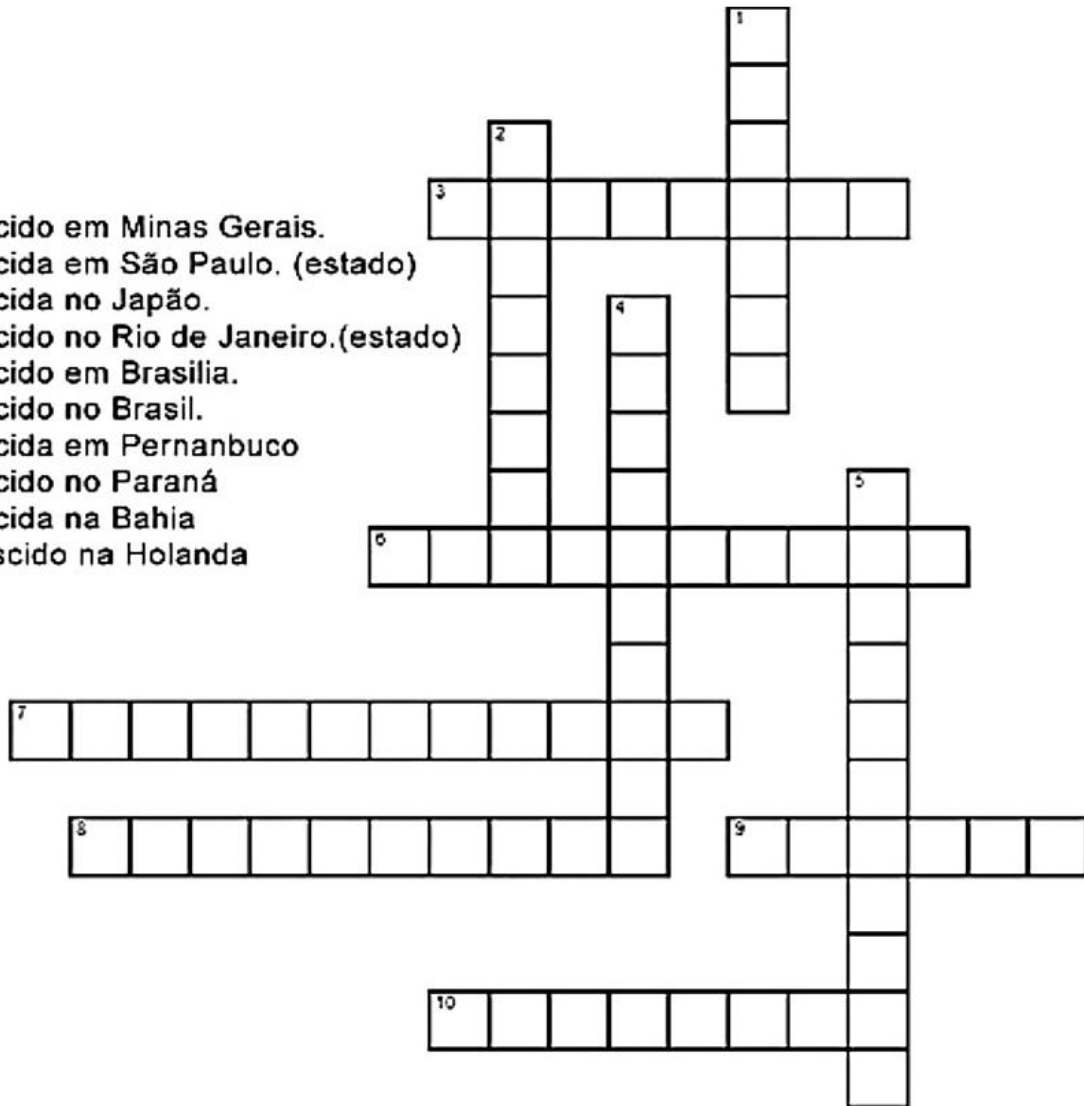 1
2
3
cido em Minas Gerais.
cida em São Paulo. (estado)
cida no Japão.
4
cido no Rio de Janeiro.(estado)
cido em Brasilia.
cido no Brasil.
cida em Pernanbuco
cido no Paraná
5
cida na Bahia
6
scido na Holanda
7
8
9
10